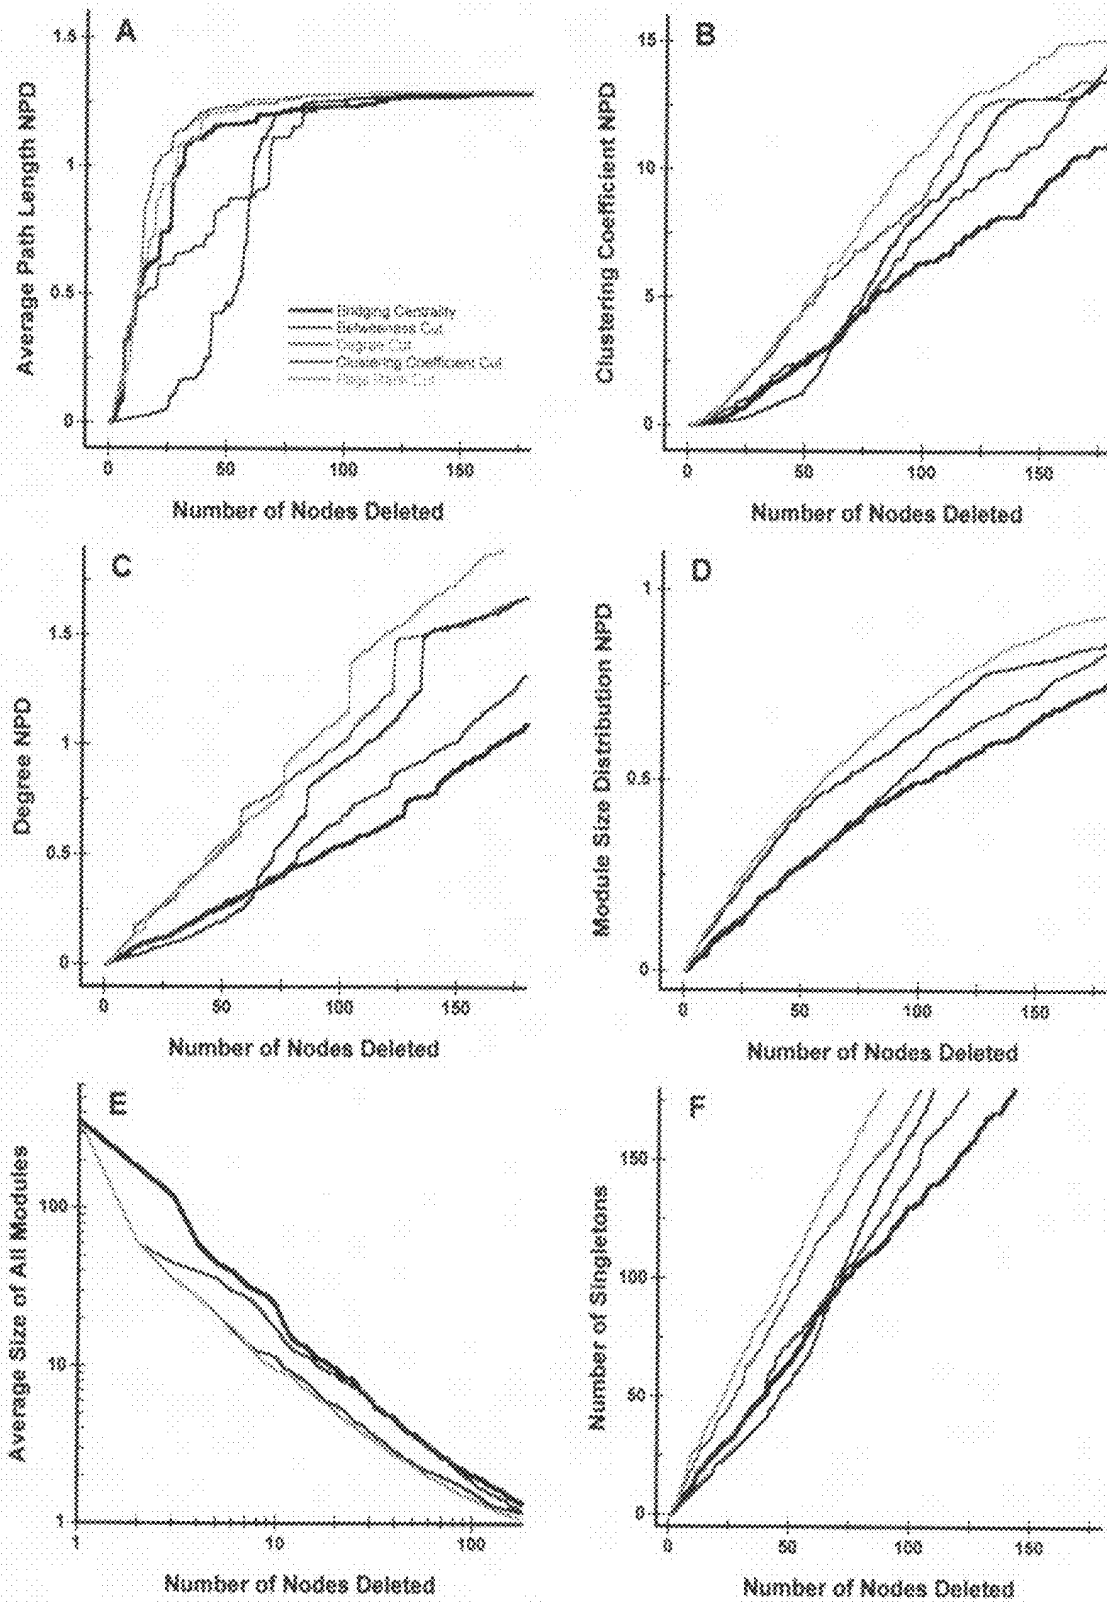 A
1.5
1
0.5
0
Average Path Length NPD
Bridging Centrality
Betweeness Cut
Degree Cut
Clustering Coefficient Cut
Page Rank Cut
0 50 100 150
Number of Nodes Deleted
B
15
10
5
0
Clustering Coefficient NPD
0 50 100 150
Number of Nodes Deleted
C
1.5
1
0.5
0
Degree NPD
0 50 100 150
Number of Nodes Deleted
D
1
0.5
0
Module Size Distribution NPD
0 50 100 150
Number of Nodes Deleted
E
100
10
1
Average Size of All Modules
1 10 100
Number of Nodes Deleted
F
150
100
50
0
Number of Singletons
0 50 100 150
Number of Nodes Deleted